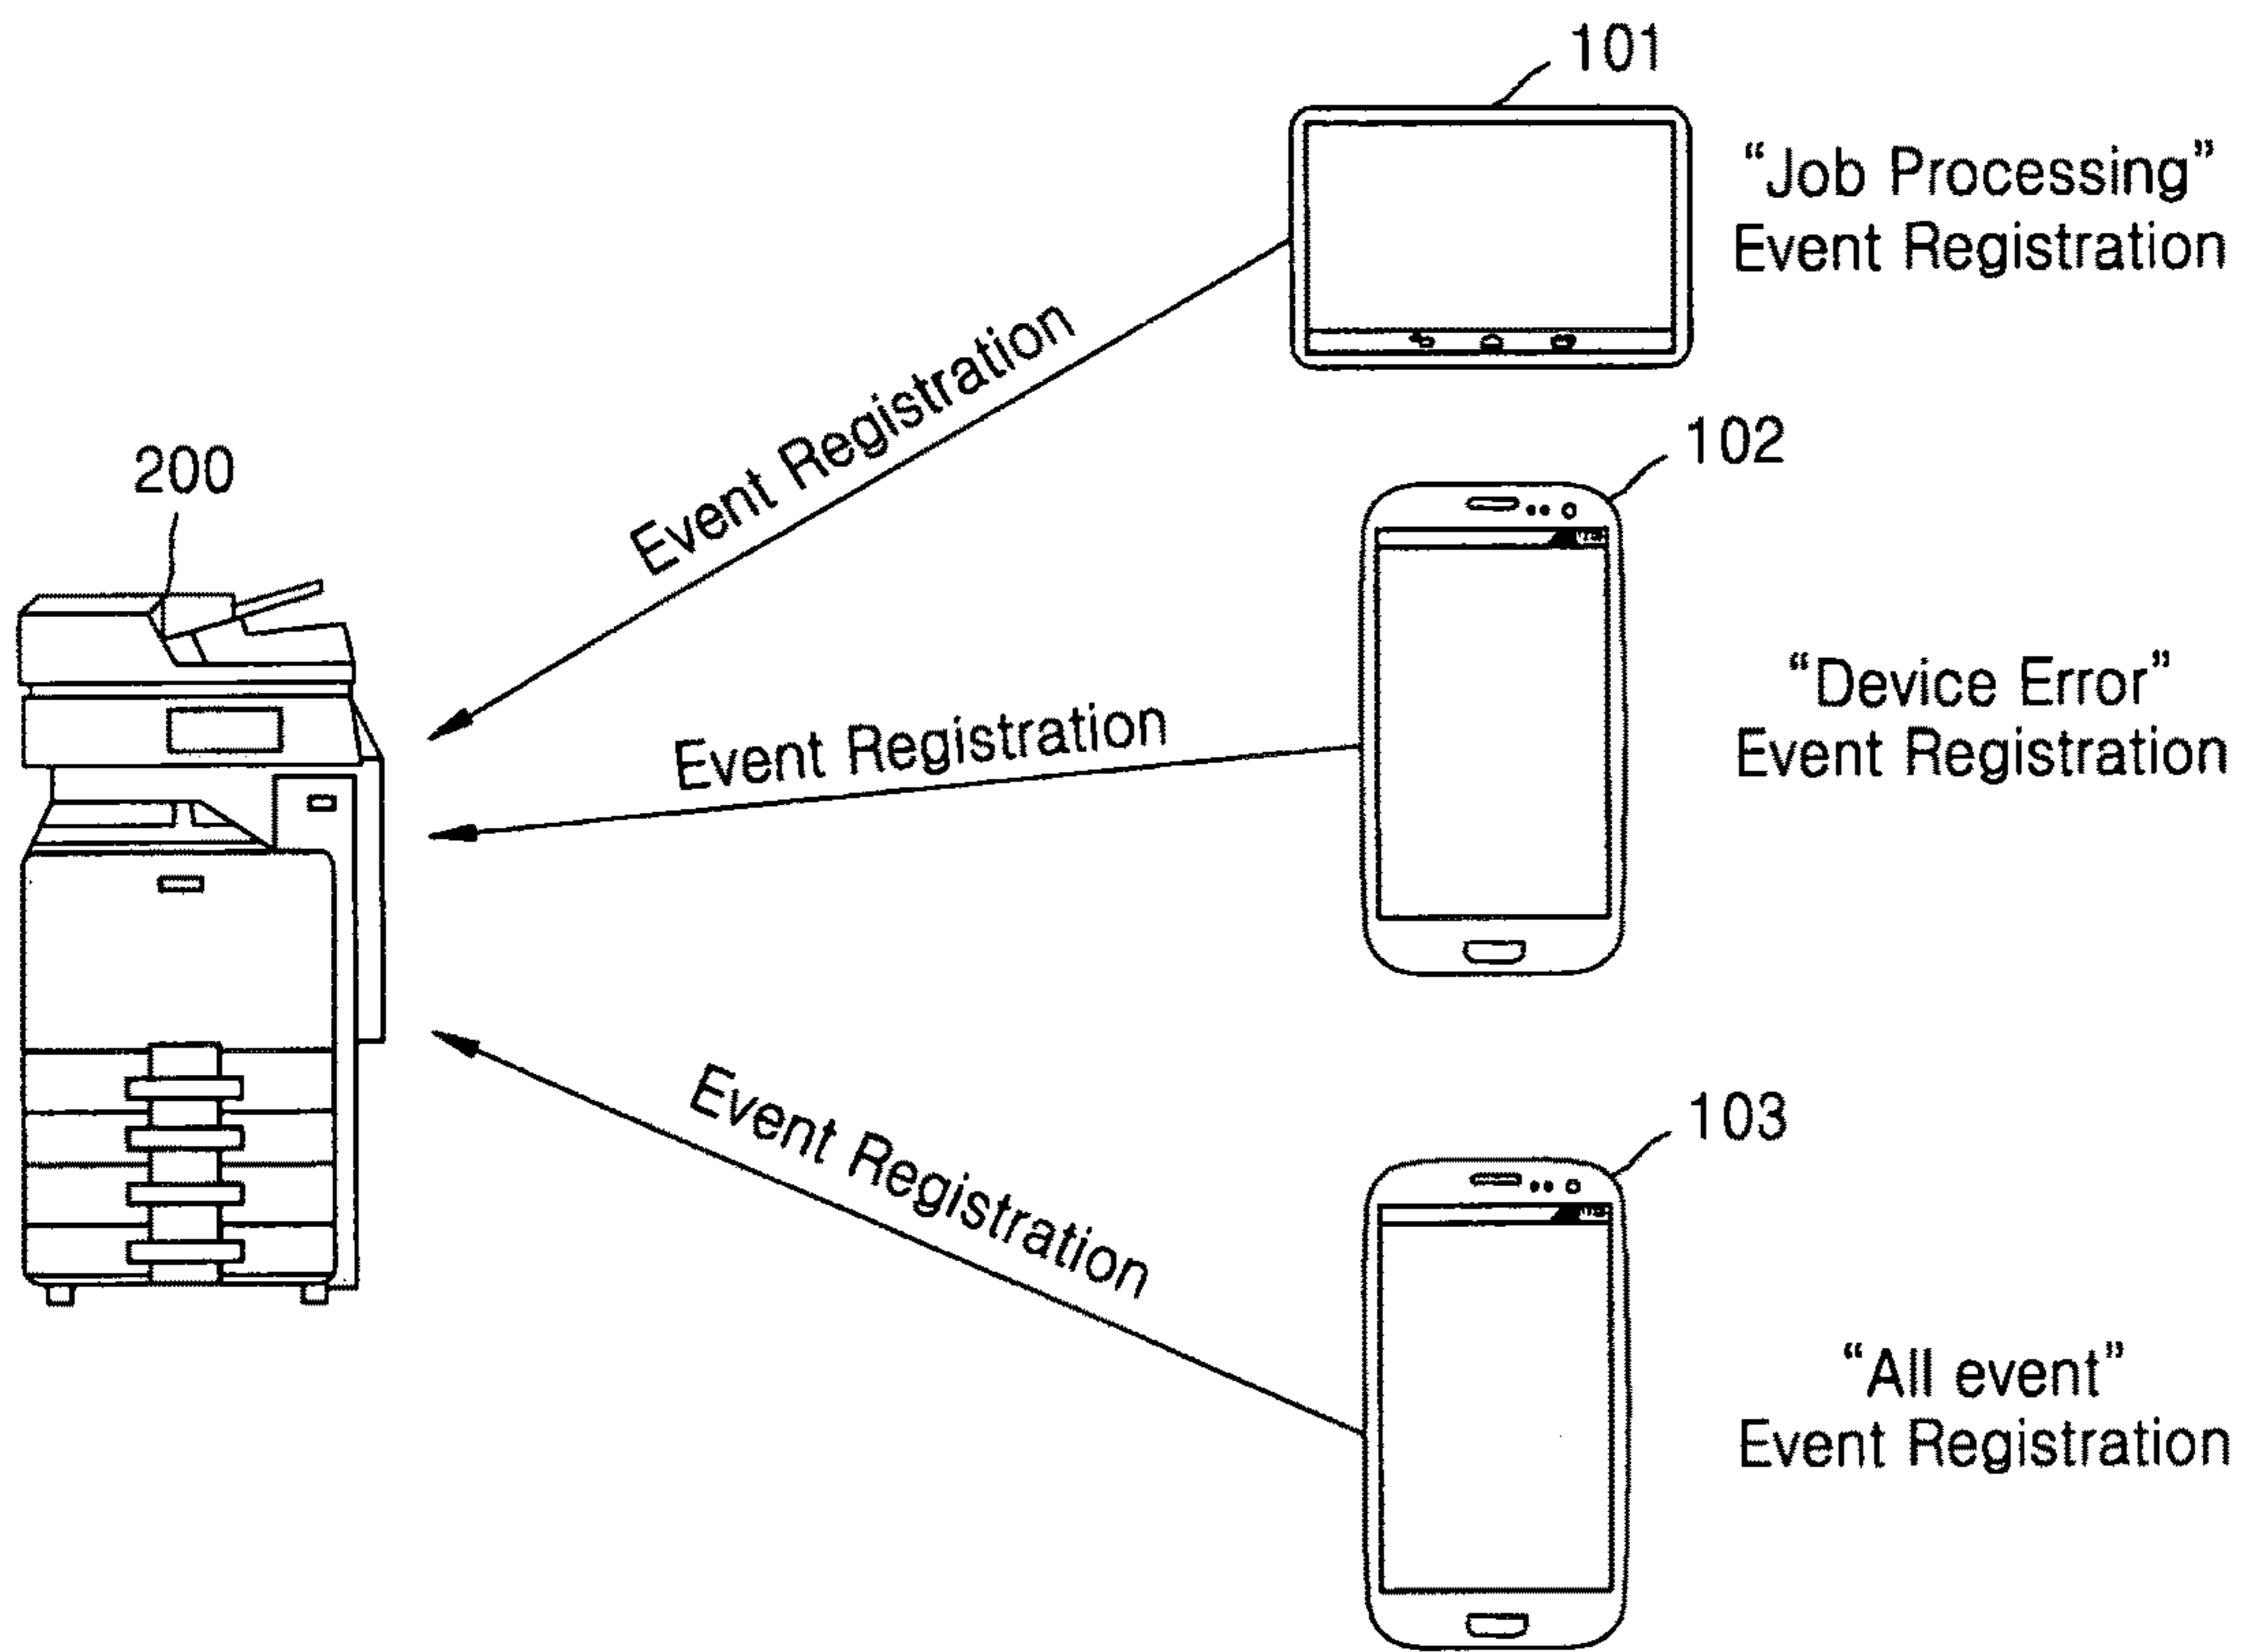 101
“Job Processing”
Event Registration
Event Registration
102
200
“Device Error”
Event Registration
Event Registration
103
Event Registration
“All event”
Event Registration